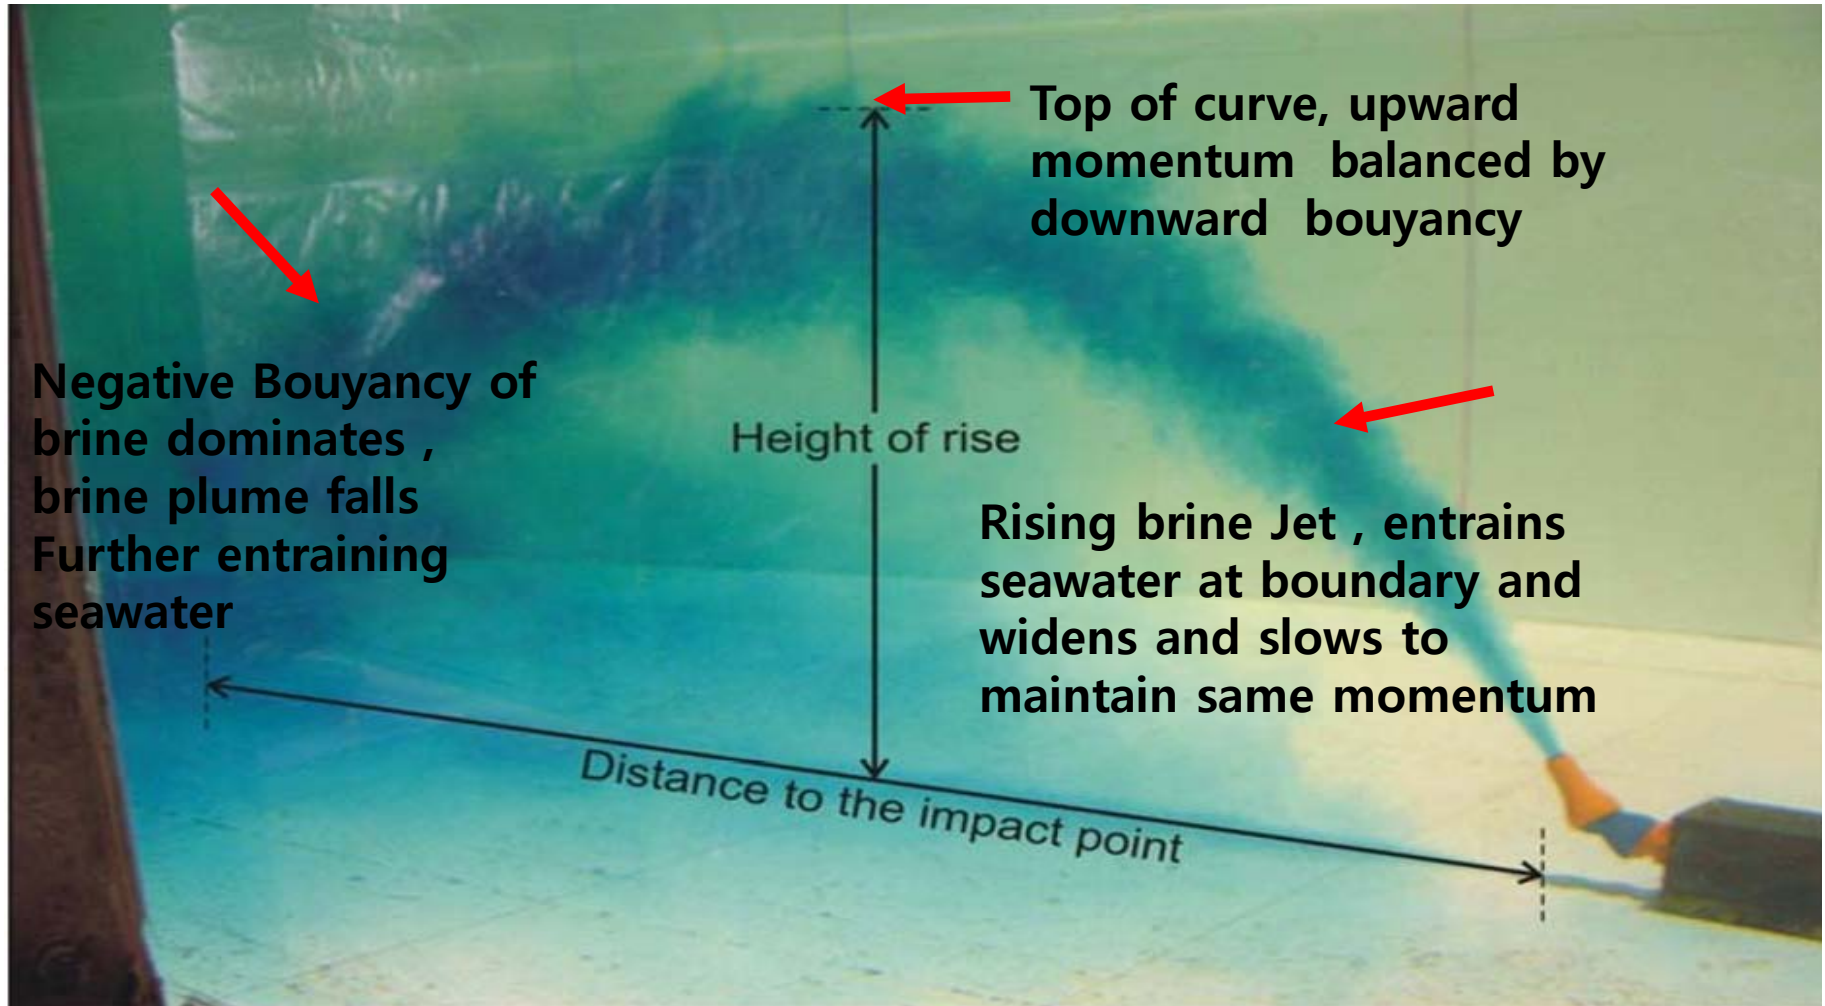 Top of curve, upward
momentum balanced by
downward bouyancy
Negative Bouyancy of
brine dominates ,
brine plume falls
Further entraining
seawater
Height of rise
Rising brine Jet , entrains
seawater at boundary and
widens and slows to
maintain same momentum
Distance to the impact point